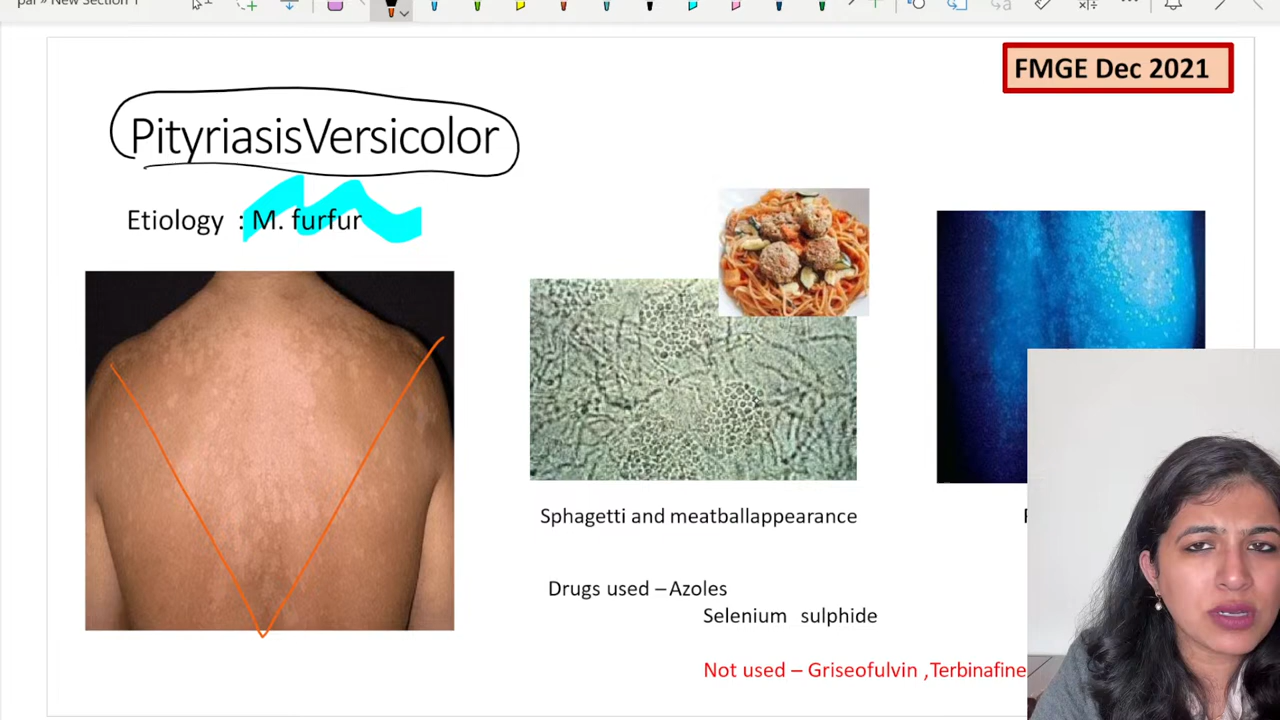 par » New Section 1
FMGE Dec 2021
PityriasisVersicolor
Etiology : M. furfur
Sphagetti and meatballappearance
Drugs used – Azoles
Selenium sulphide
Not used – Griseofulvin ,Terbinafine